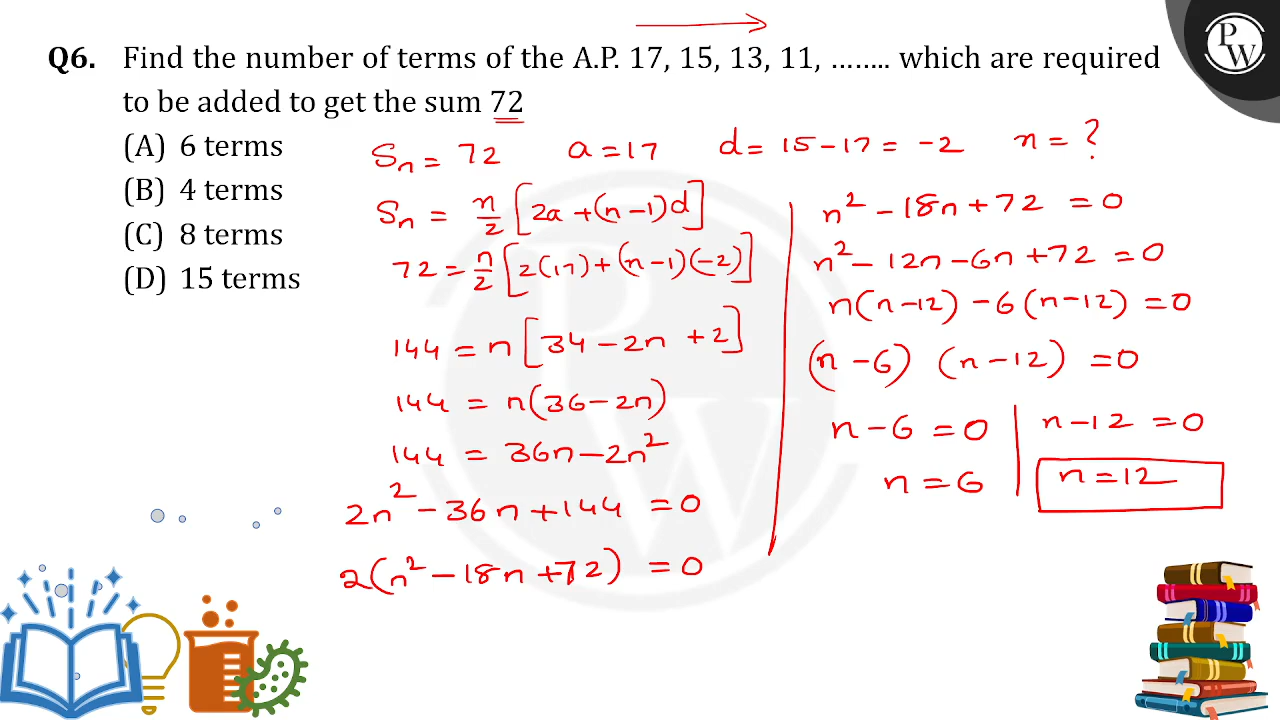 Q6. Find the number of terms of the A.P. 17, 15, 13, 11, …….. which are required
to be added to get the sum 72
(A) 6 terms
(B) 4 terms
(C) 8 terms
(D) 15 terms
Sn = 72 a = 17 d = 15 - 17 = -2 n = ?
Sn = n/2 [2a + (n - 1)d]
72 = n/2 [2(17) + (n - 1)(-2)]
144 = n [34 - 2n + 2]
144 = n(36 - 2n)
144 = 36n - 2n²
2n² - 36n + 144 = 0
2(n² - 18n + 72) = 0
n² - 18n + 72 = 0
n² - 12n - 6n + 72 = 0
n(n - 12) - 6(n - 12) = 0
(n - 6) (n - 12) = 0
n - 6 = 0 n - 12 = 0
n = 6 n = 12
PW